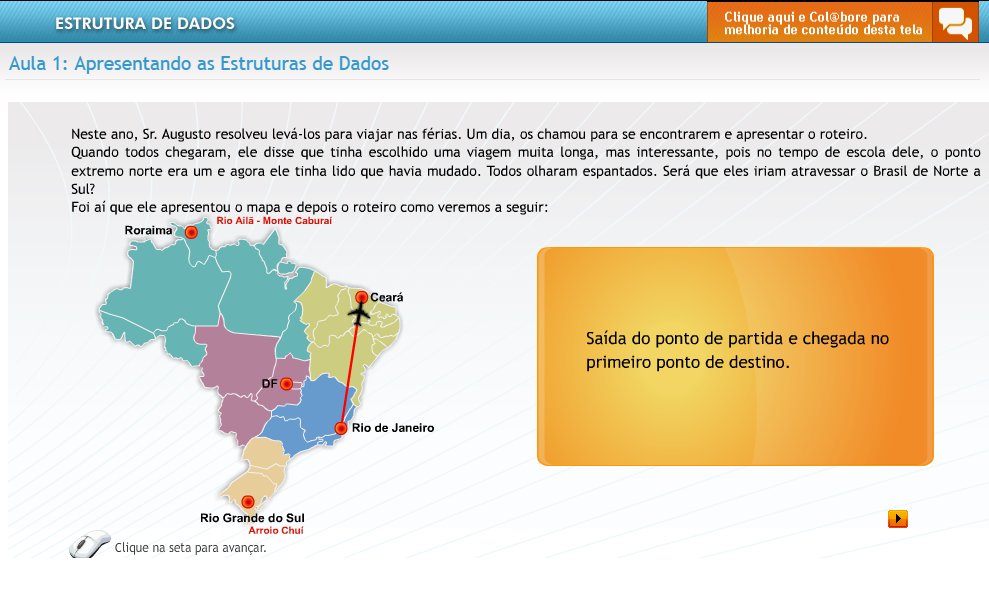 ESTRUTURA DE DADOS
Clique aqui e Col@bore para
melhoria de conteúdo desta tela
Aula 1: Apresentando as Estruturas de Dados
Neste ano, Sr. Augusto resolveu levá-los para viajar nas férias. Um dia, os chamou para se encontrarem e apresentar o roteiro.
Quando todos chegaram, ele disse que tinha escolhido uma viagem muita longa, mas interessante, pois no tempo de escola dele, o ponto
extremo norte era um e agora ele tinha lido que havia mudado. Todos olharam espantados. Será que eles iriam atravessar o Brasil de Norte a
Sul?
Foi aí que ele apresentou o mapa e depois o roteiro como veremos a seguir:
Rio Ailã - Monte Caburaí
Roraima
Ceará
DF
Rio de Janeiro
Rio Grande do Sul
Arroio Chuí
Saída do ponto de partida e chegada no
primeiro ponto de destino.
Clique na seta para avançar.